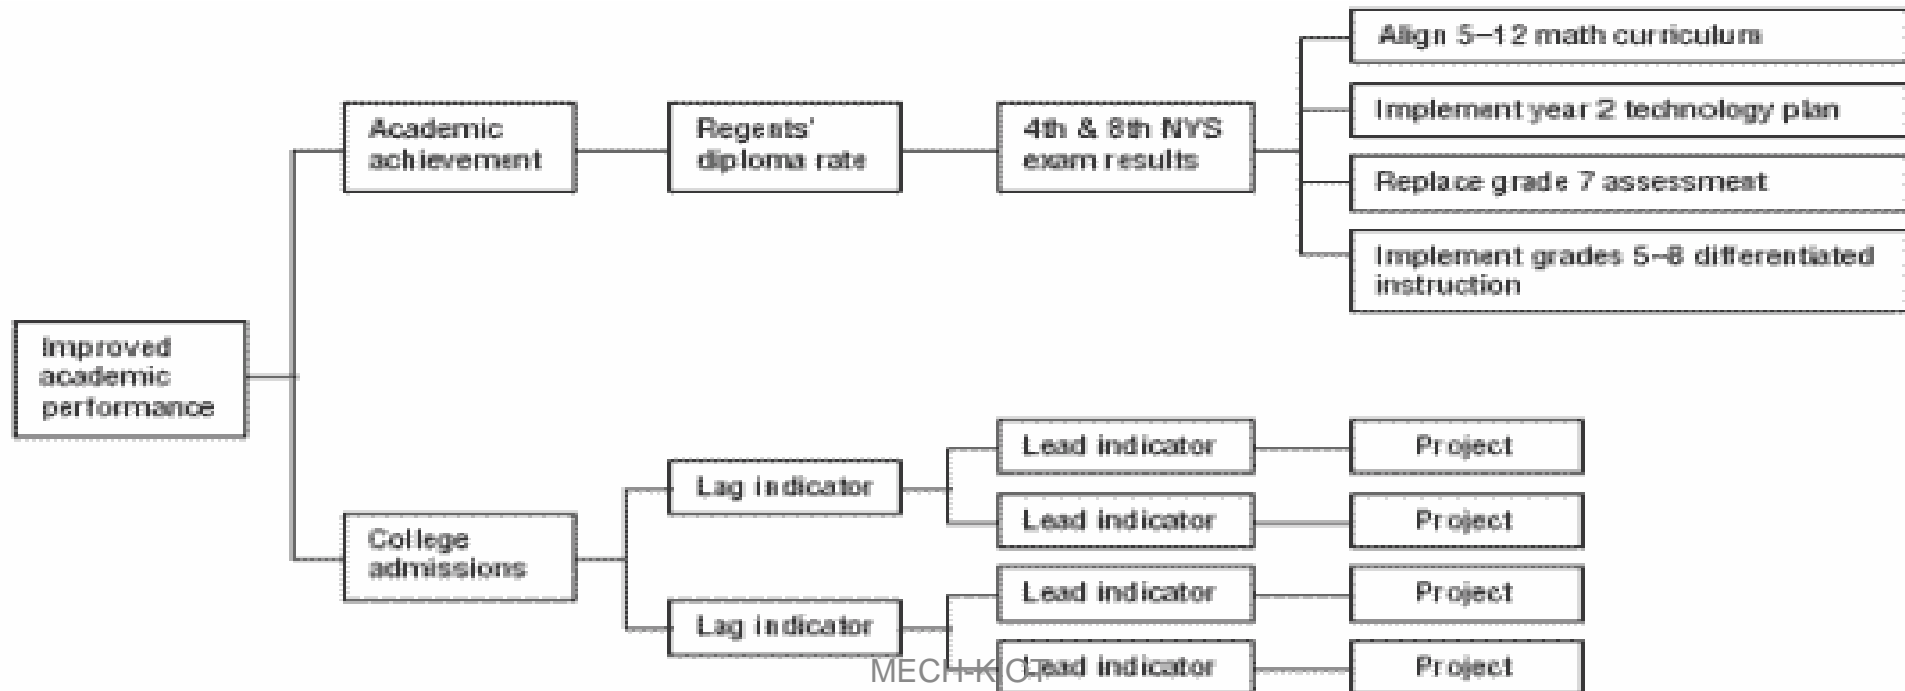 Improved
academic
performance
Academic
achievement
Regents'
diploma rate
4th & 8th NYS
exam results
Align 5–12 math curriculum
Implement year 2 technology plan
Replace grade 7 assessment
Implement grades 5–8 differentiated
instruction
College
admissions
Lag indicator
Lead indicator
Project
Lead indicator
Project
Lag indicator
Lead indicator
Project
Lead indicator
Project
MECH-KIOT